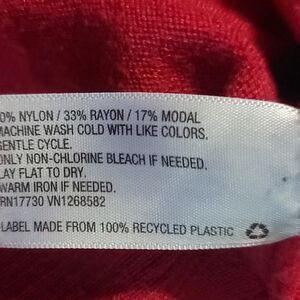 0% NYLON / 33% RAYON / 17% MODAL
MACHINE WASH COLD WITH LIKE COLORS.
GENTLE CYCLE.
ONLY NON-CHLORINE BLEACH IF NEEDED.
LAY FLAT TO DRY.
WARM IRON IF NEEDED.
RN17730 VN1268582
LABEL MADE FROM 100% RECYCLED PLASTIC